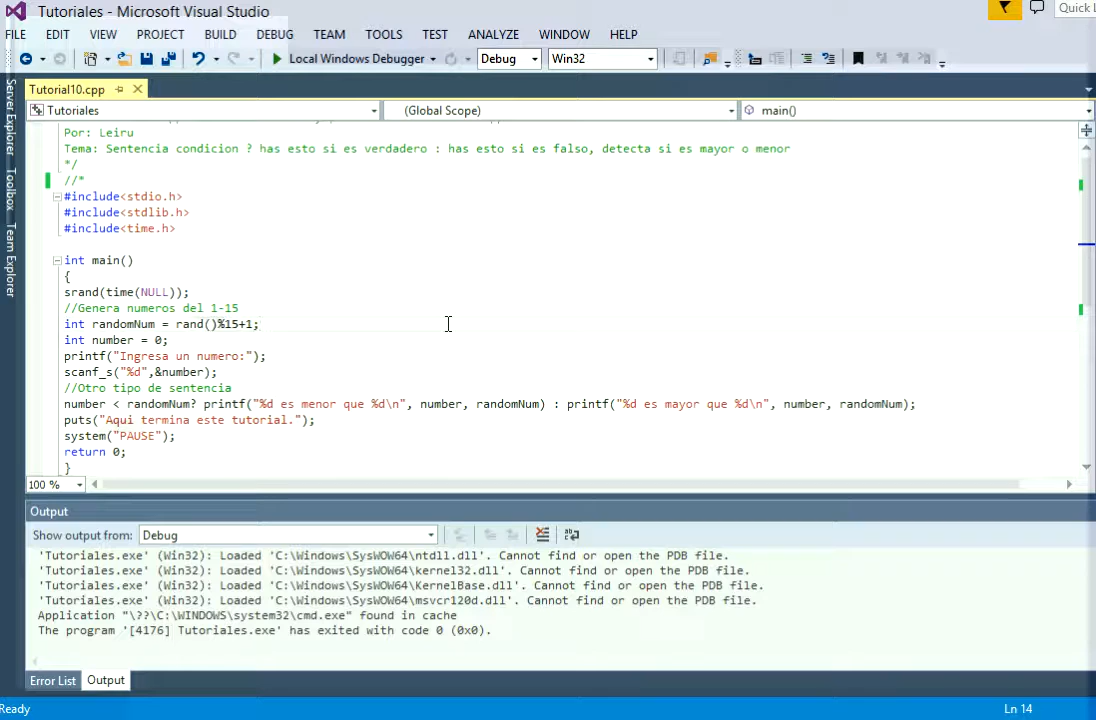 Tutoriales - Microsoft Visual Studio
Quick L
FILE EDIT VIEW PROJECT BUILD DEBUG TEAM TOOLS TEST ANALYZE WINDOW HELP
Local Windows Debugger Debug Win32
Server Explorer
Toolbox
Team Explorer
Tutorial10.cpp
Tutoriales (Global Scope) main()
Por: Leiru
Tema: Sentencia condicion ? has esto si es verdadero : has esto si es falso, detecta si es mayor o menor
*/
//*
#include<stdio.h>
#include<stdlib.h>
#include<time.h>
int main()
{
srand(time(NULL));
//Genera numeros del 1-15
int randomNum = rand()%15+1;
int number = 0;
printf("Ingresa un numero:");
scanf_s("%d",&number);
//Otro tipo de sentencia
number < randomNum? printf("%d es menor que %d\n", number, randomNum) : printf("%d es mayor que %d\n", number, randomNum);
puts("Aqui termina este tutorial.");
system("PAUSE");
return 0;
}
100 %
Output
Show output from: Debug
'Tutoriales.exe' (Win32): Loaded 'C:\Windows\SysWOW64\ntdll.dll'. Cannot find or open the PDB file.
'Tutoriales.exe' (Win32): Loaded 'C:\Windows\SysWOW64\kernel32.dll'. Cannot find or open the PDB file.
'Tutoriales.exe' (Win32): Loaded 'C:\Windows\SysWOW64\KernelBase.dll'. Cannot find or open the PDB file.
'Tutoriales.exe' (Win32): Loaded 'C:\Windows\SysWOW64\msvcr120d.dll'. Cannot find or open the PDB file.
Application "\??\C:\WINDOWS\system32\cmd.exe" found in cache
The program '[4176] Tutoriales.exe' has exited with code 0 (0x0).
Error List Output
Ready Ln 14